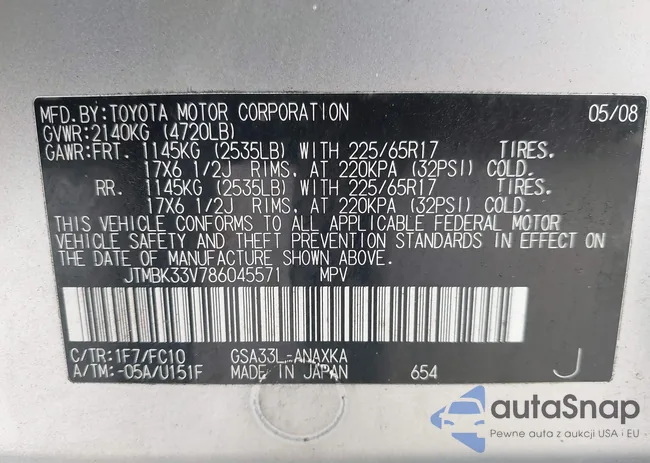 MFD.BY:TOYOTA MOTOR CORPORATION 05/08
GVWR:2140KG (4720LB)
GAWR:FRT. 1145KG (2535LB) WITH 225/65R17 TIRES,
17X6 1/2J RIMS, AT 220KPA (32PSI) COLD.
RR. 1145KG (2535LB) WITH 225/65R17 TIRES,
17X6 1/2J RIMS, AT 220KPA (32PSI) COLD.
THIS VEHICLE CONFORMS TO ALL APPLICABLE FEDERAL MOTOR
VEHICLE SAFETY AND THEFT PREVENTION STANDARDS IN EFFECT ON
THE DATE OF MANUFACTURE SHOWN ABOVE.
JTMBK33V786045571 MPV
C/TR:1F7/FC10 GSA33L-ANAXKA
A/TM:-05A/U151F MADE IN JAPAN 654 J
autaSnap
Pewne auta z aukcji USA i EU